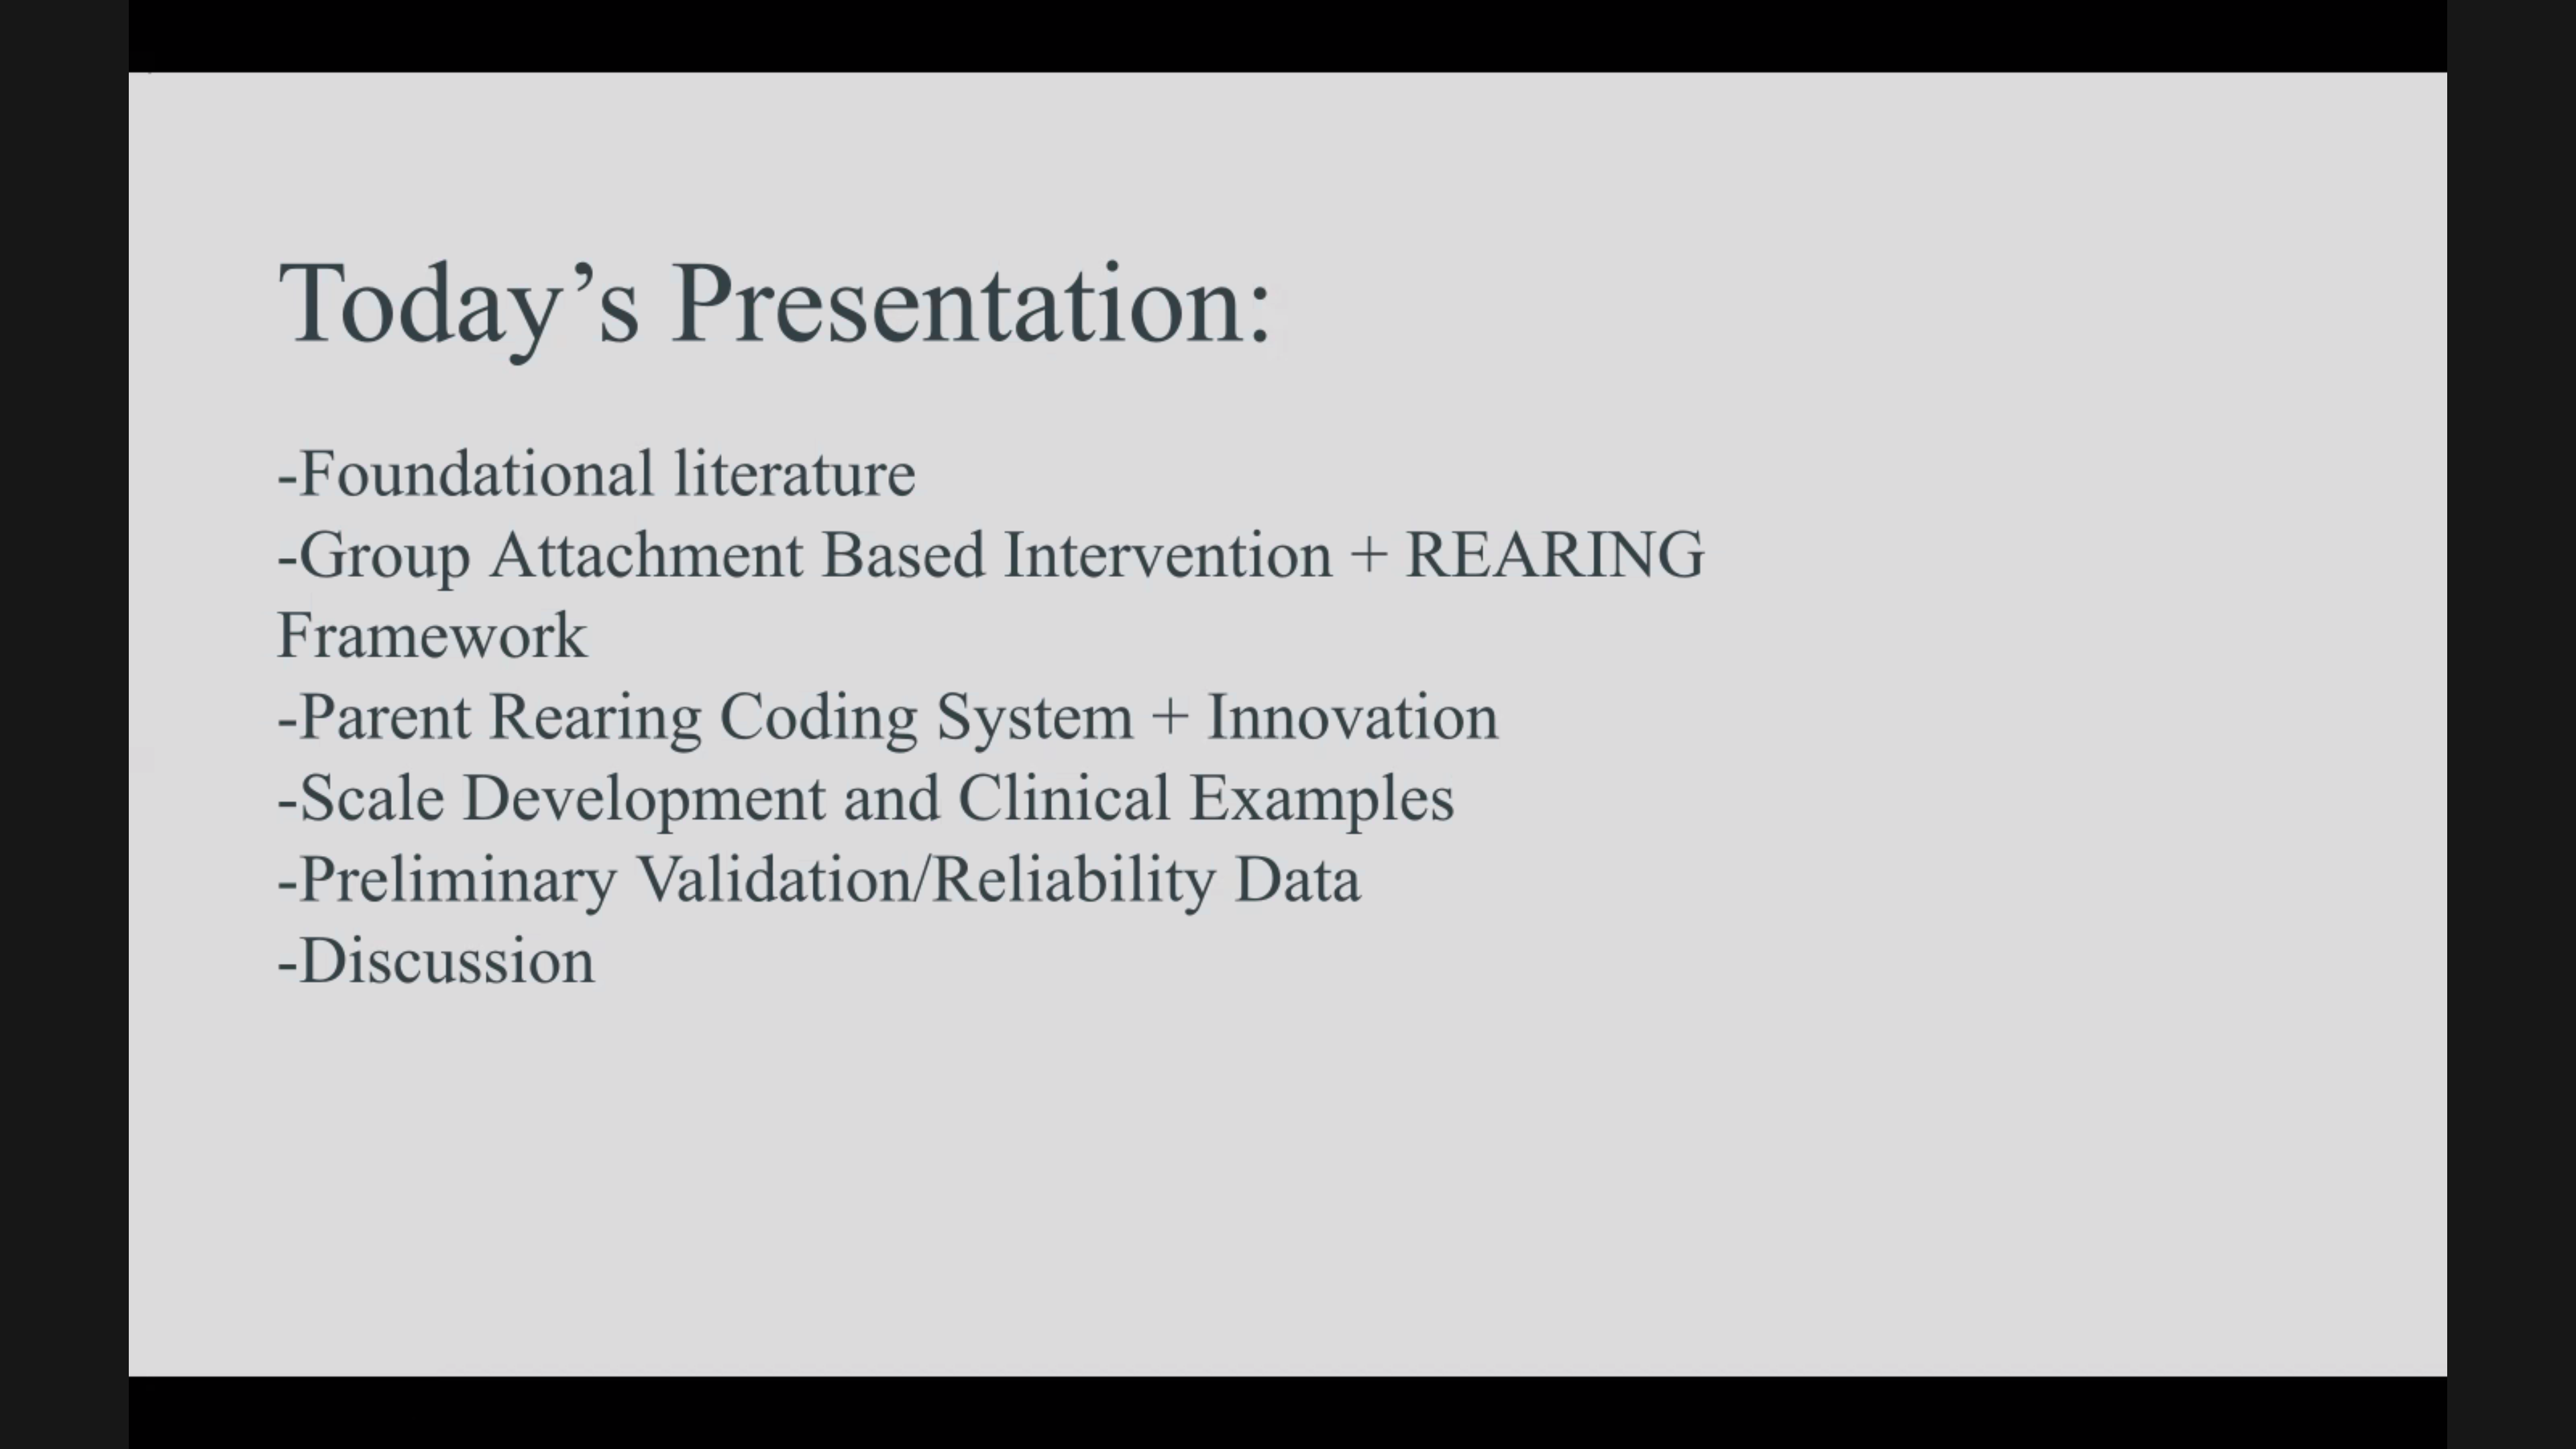 Today’s Presentation:
-Foundational literature
-Group Attachment Based Intervention + REARING
Framework
-Parent Rearing Coding System + Innovation
-Scale Development and Clinical Examples
-Preliminary Validation/Reliability Data
-Discussion